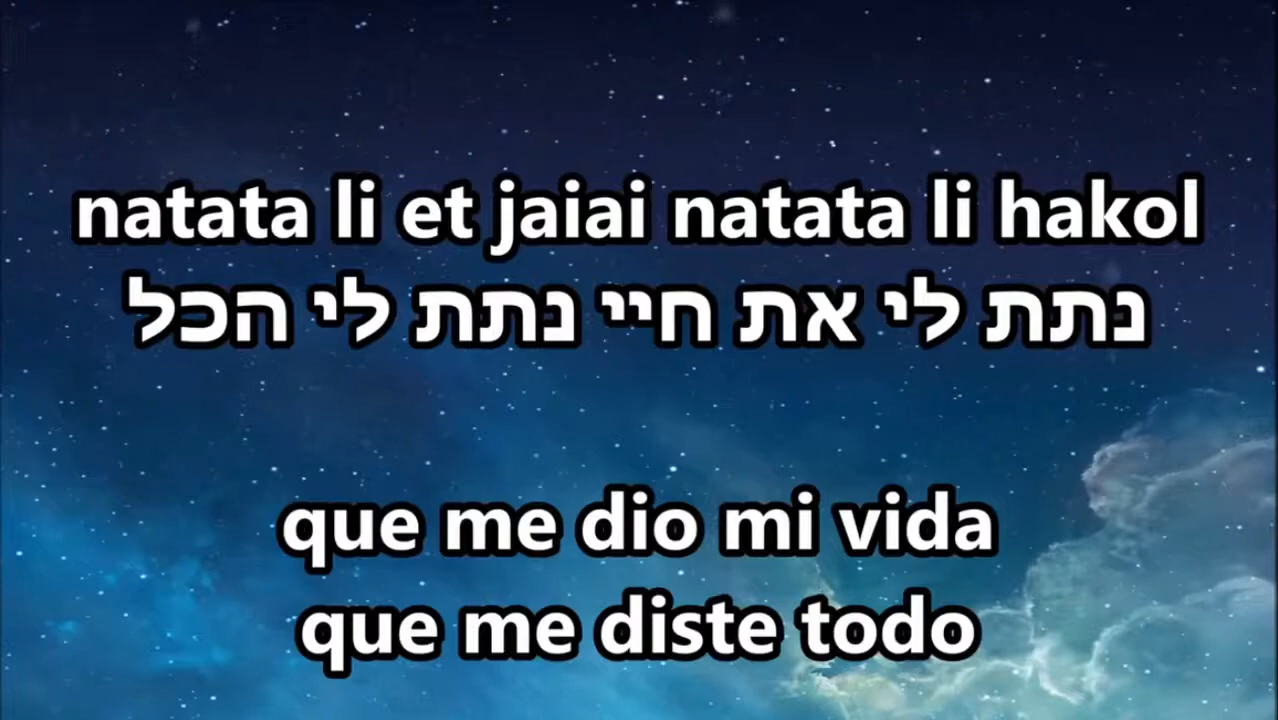 natata li et jaiai natata li hakol
נתת לי את חיי נתת לי הכל
que me dio mi vida
que me diste todo